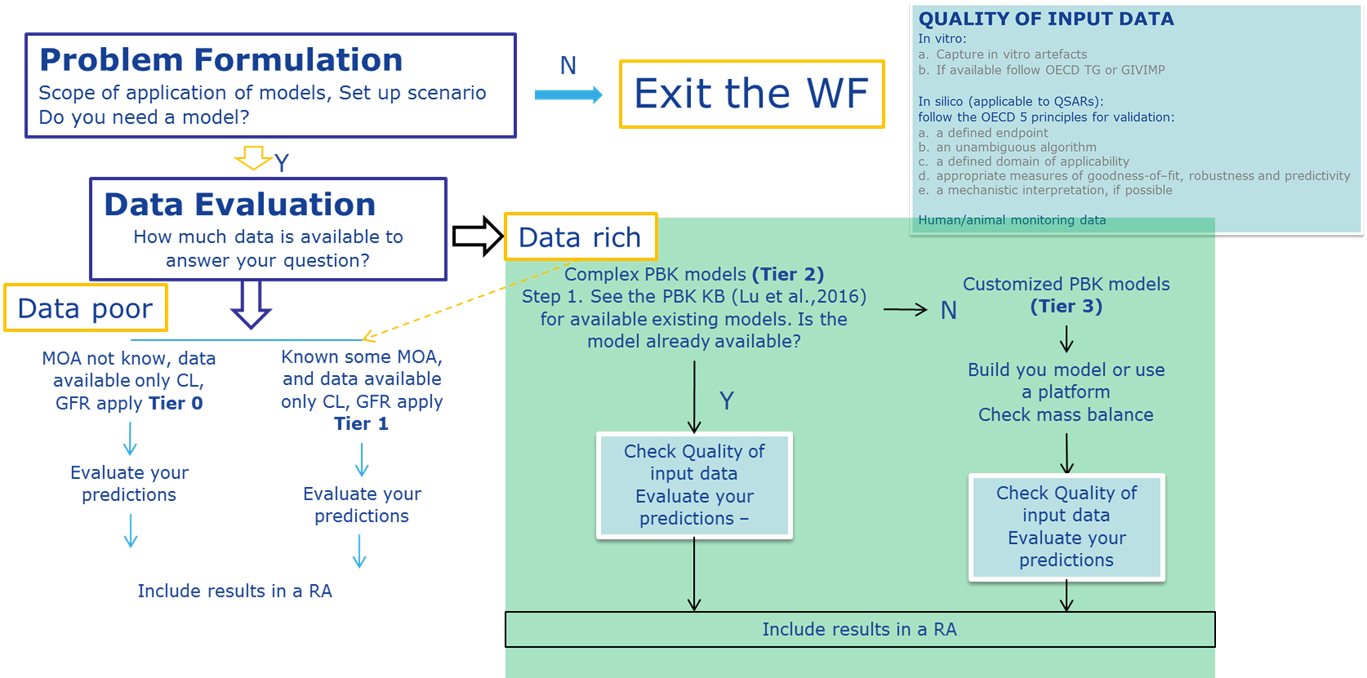 Problem Formulation
Scope of application of models, Set up scenario
Do you need a model?
N
Exit the WF
QUALITY OF INPUT DATA
In vitro:
a. Capture in vitro artefacts
b. If available follow OECD TG or GIVIMP
In silico (applicable to QSARs):
follow the OECD 5 principles for validation:
a. a defined endpoint
b. an unambiguous algorithm
c. a defined domain of applicability
d. appropriate measures of goodness-of–fit, robustness and predictivity
e. a mechanistic interpretation, if possible
Human/animal monitoring data
Y
Data Evaluation
How much data is available to
answer your question?
Data rich
Data poor
MOA not know, data
available only CL,
GFR apply Tier 0
Evaluate your
predictions
Known some MOA,
and data available
only CL, GFR apply
Tier 1
Evaluate your
predictions
Include results in a RA
Complex PBK models (Tier 2)
Step 1. See the PBK KB (Lu et al.,2016)
for available existing models. Is the
model already available?
N
Y
Check Quality of
input data
Evaluate your
predictions –
Customized PBK models
(Tier 3)
Build you model or use
a platform
Check mass balance
Check Quality of
input data
Evaluate your
predictions
Include results in a RA